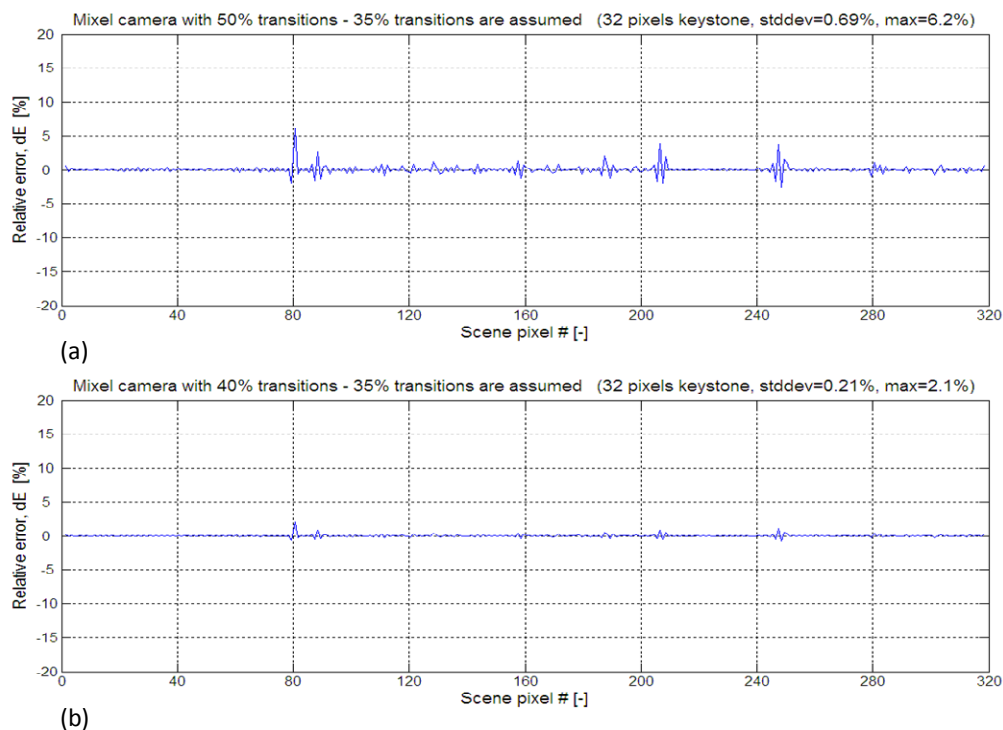 Mixel camera with 50% transitions - 35% transitions are assumed (32 pixels keystone, stddev=0.69%, max=6.2%)
Relative error, dE [%]
20
15
10
5
0
-5
-10
-15
-20
0 40 80 120 160 200 240 280 320
Scene pixel # [-]
(a)
Mixel camera with 40% transitions - 35% transitions are assumed (32 pixels keystone, stddev=0.21%, max=2.1%)
Relative error, dE [%]
20
15
10
5
0
-5
-10
-15
-20
0 40 80 120 160 200 240 280 320
Scene pixel # [-]
(b)